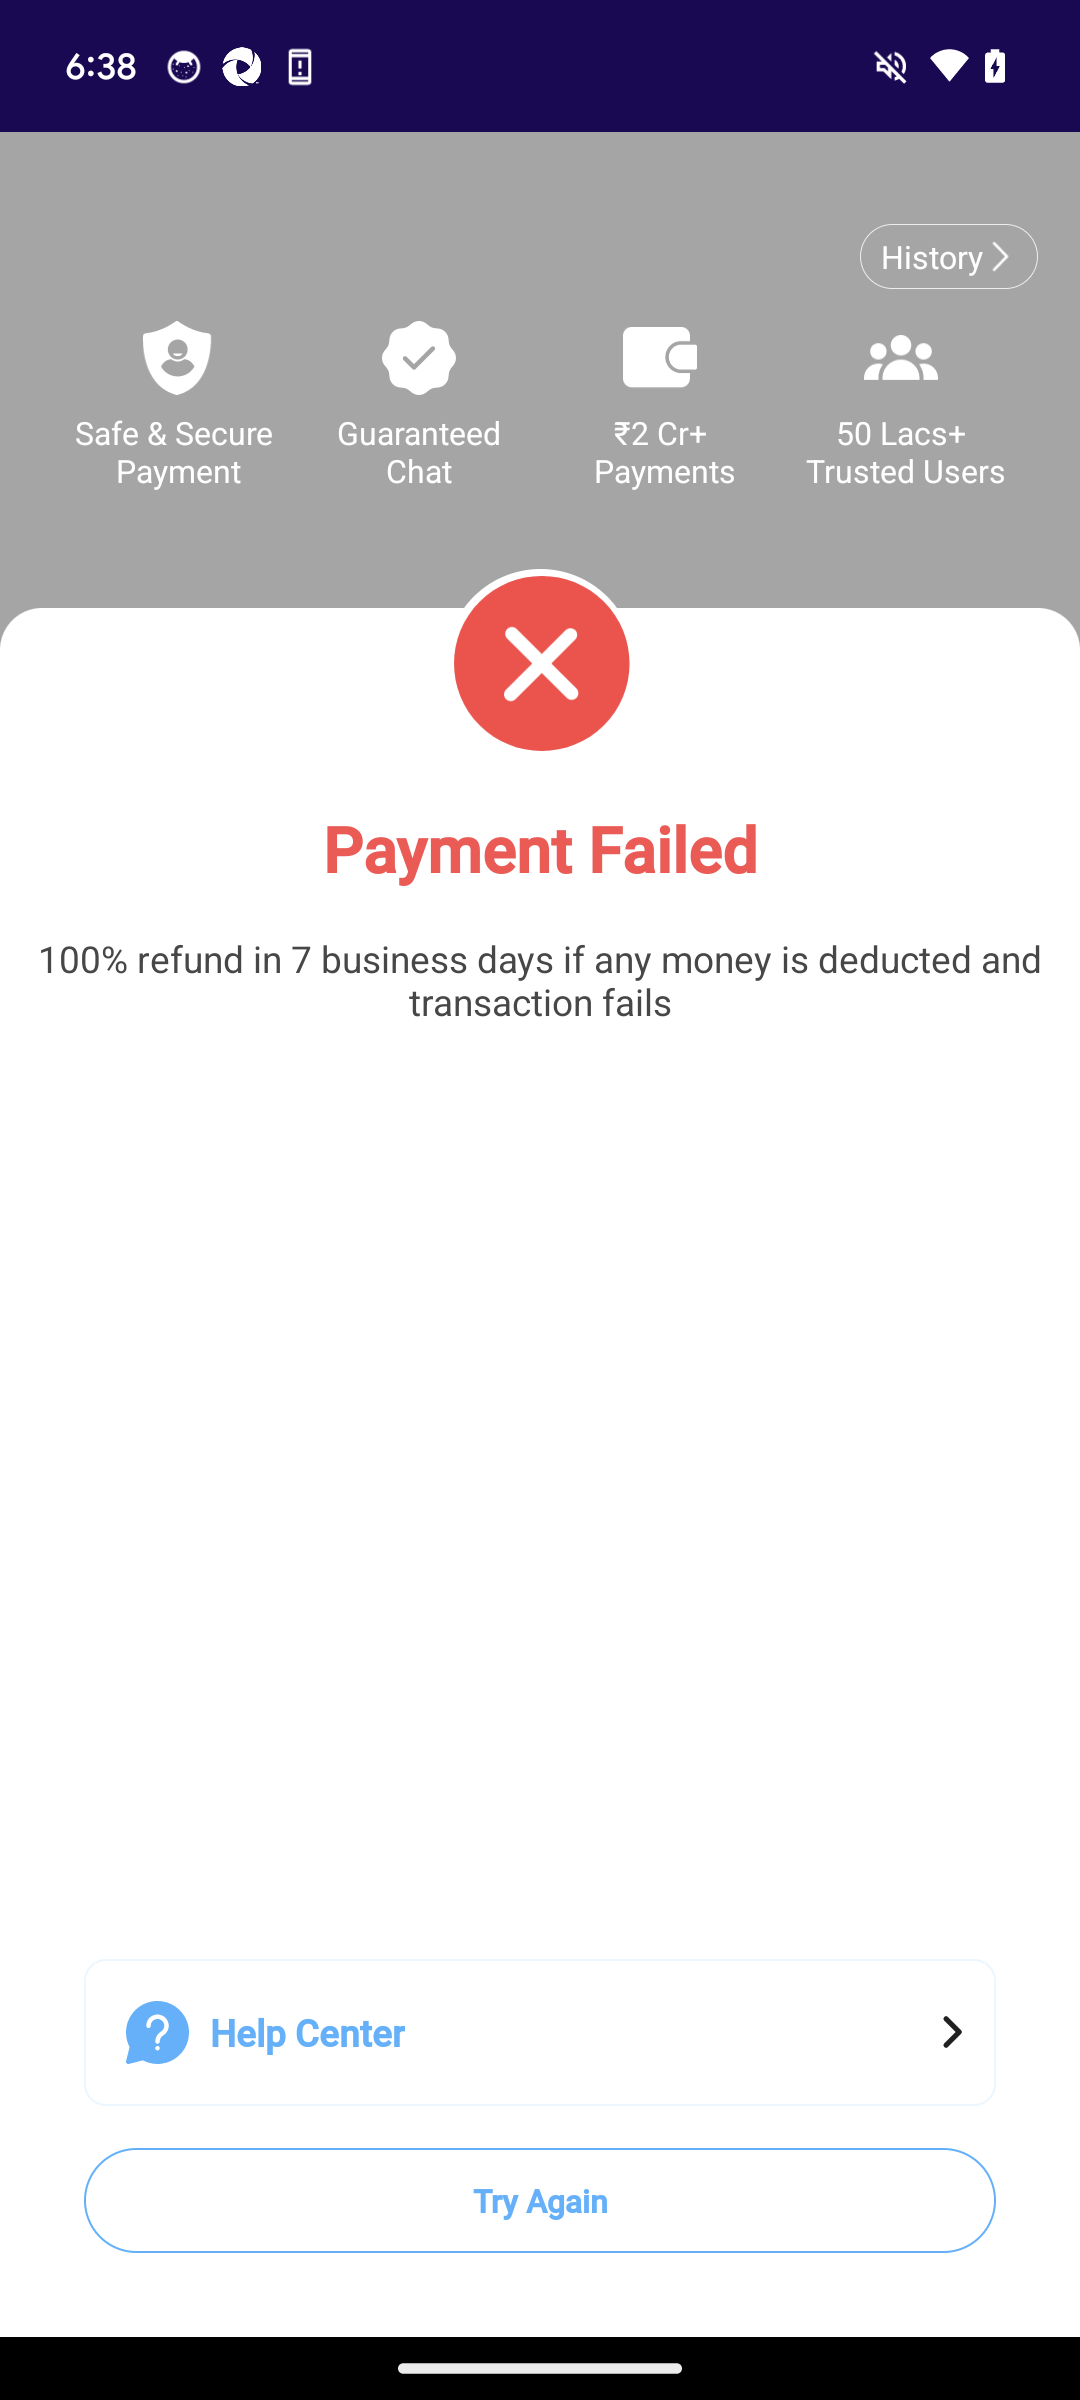 6:38
History
Safe & Secure
Payment
Guaranteed
Chat
₹2 Cr+
Payments
50 Lacs+
Trusted Users
Payment Failed
100% refund in 7 business days if any money is deducted and
transaction fails
Help Center
Try Again